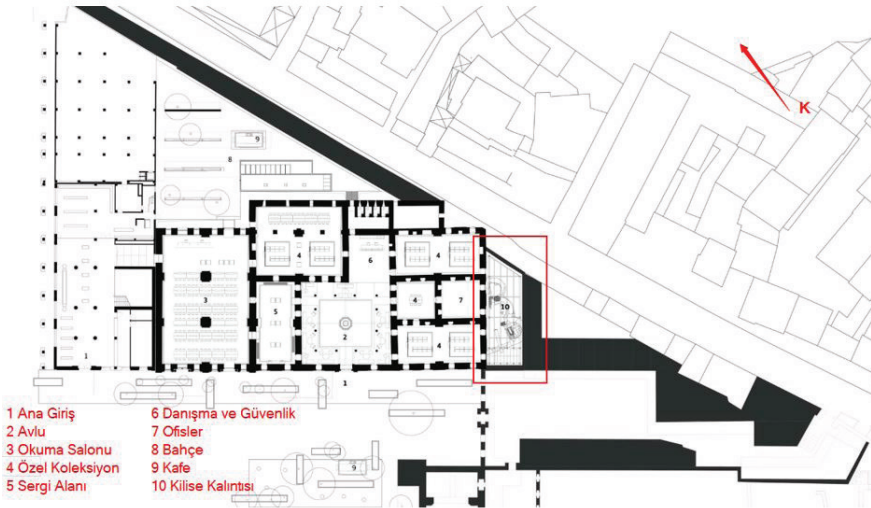 K
9
8
6
4
4
3
5
4
7
10
2
4
1
1
9
1 Ana Giriş
2 Avlu
3 Okuma Salonu
4 Özel Koleksiyon
5 Sergi Alanı
6 Danışma ve Güvenlik
7 Ofisler
8 Bahçe
9 Kafe
10 Kilise Kalıntısı